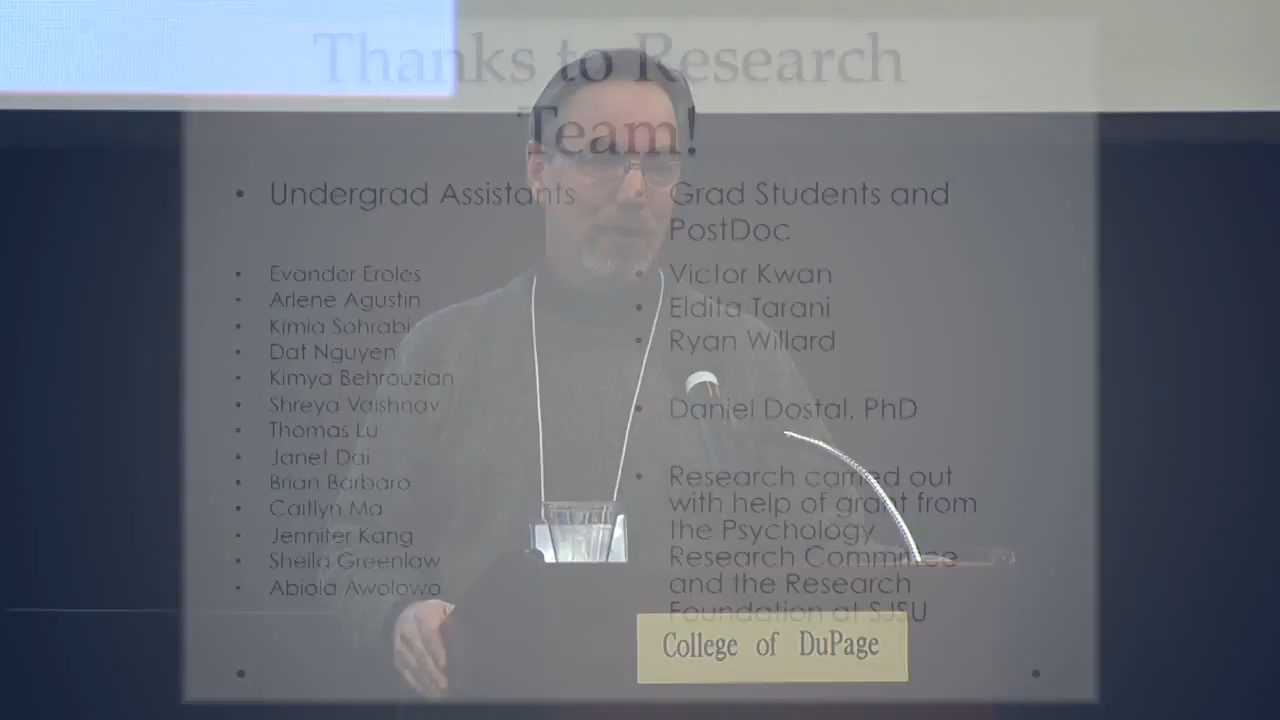 Thanks to Research
Team!
• Undergrad Assistants
• Evander Eroles
• Arlene Agustin
• Kimia Sohrabi
• Dat Nguyen
• Kimya Behrouzian
• Shreya Vaishnav
• Thomas Lu
• Janet Dai
• Brian Barbaro
• Caitlyn Ma
• Jennifer Kang
• Sheila Greenlaw
• Abiola Awolowo
• Grad Students and
PostDoc
• Victor Kwan
• Eldita Tarani
• Ryan Willard
• Daniel Dostal, PhD
• Research carried out
with help of grant from
the Psychology
Research Committee
and the Research
Foundation at SJSU
College of DuPage